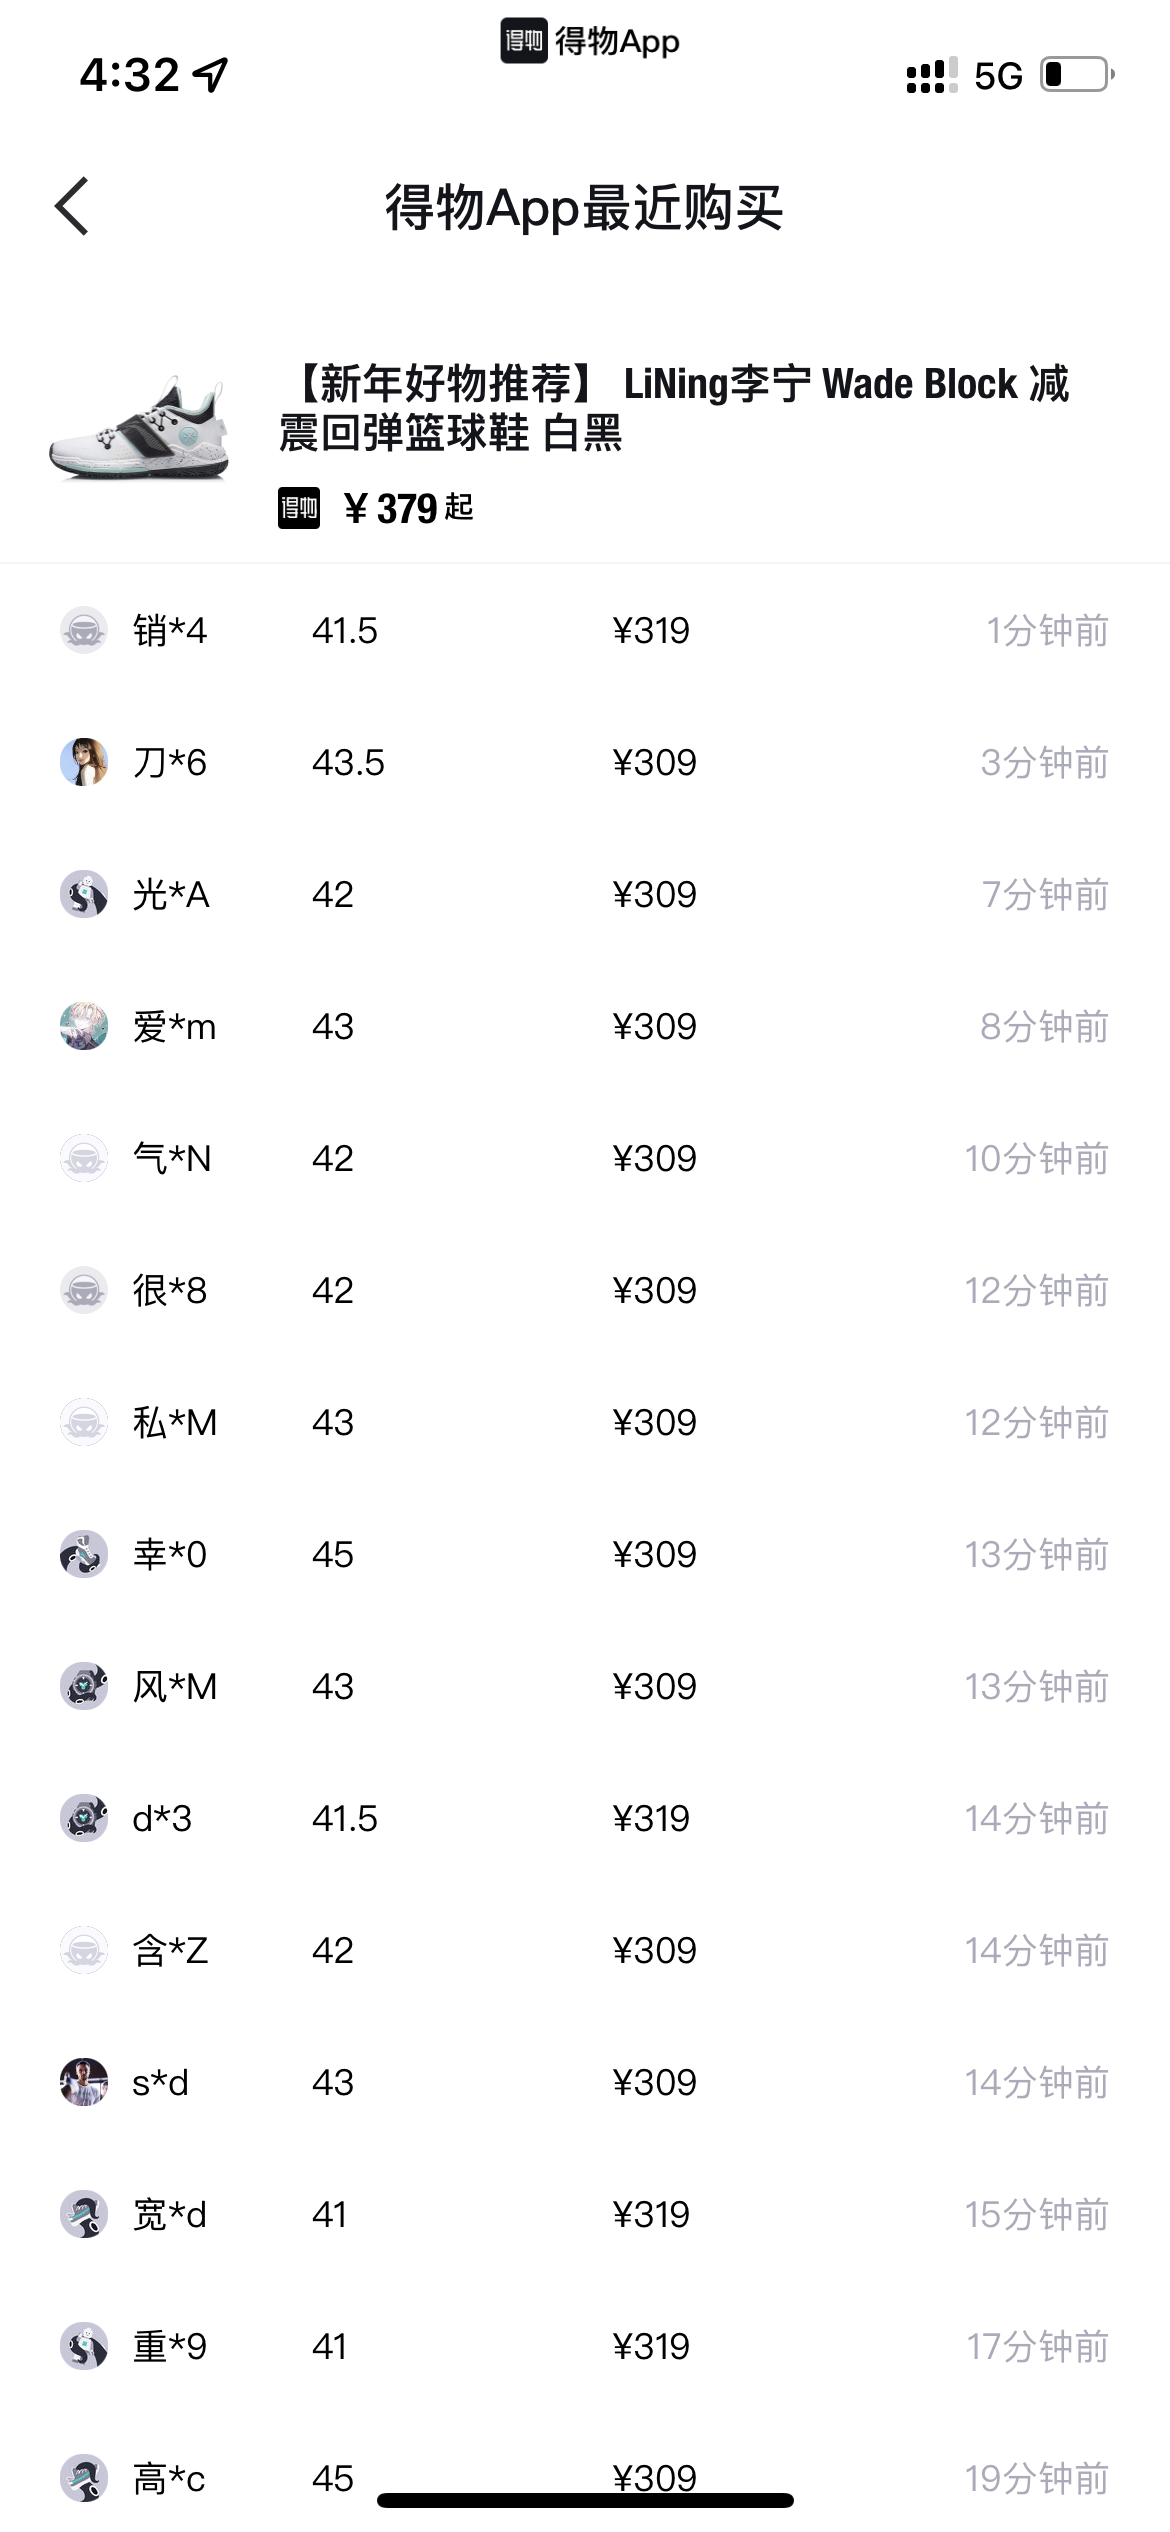 得物 得物App
4:32 5G
得物App最近购买
【新年好物推荐】 LiNing李宁 Wade Block 减
震回弹篮球鞋 白黑
得物 ¥ 379 起
销*4 41.5 ¥319 1分钟前
刀*6 43.5 ¥309 3分钟前
光*A 42 ¥309 7分钟前
爱*m 43 ¥309 8分钟前
气*N 42 ¥309 10分钟前
很*8 42 ¥309 12分钟前
私*M 43 ¥309 12分钟前
幸*0 45 ¥309 13分钟前
风*M 43 ¥309 13分钟前
d*3 41.5 ¥319 14分钟前
含*Z 42 ¥309 14分钟前
s*d 43 ¥309 14分钟前
宽*d 41 ¥319 15分钟前
重*9 41 ¥319 17分钟前
高*c 45 ¥309 19分钟前